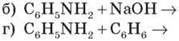 б) C₆H₅NH₂ + NaOH →
г) C₆H₅NH₂ + C₆H₆ →